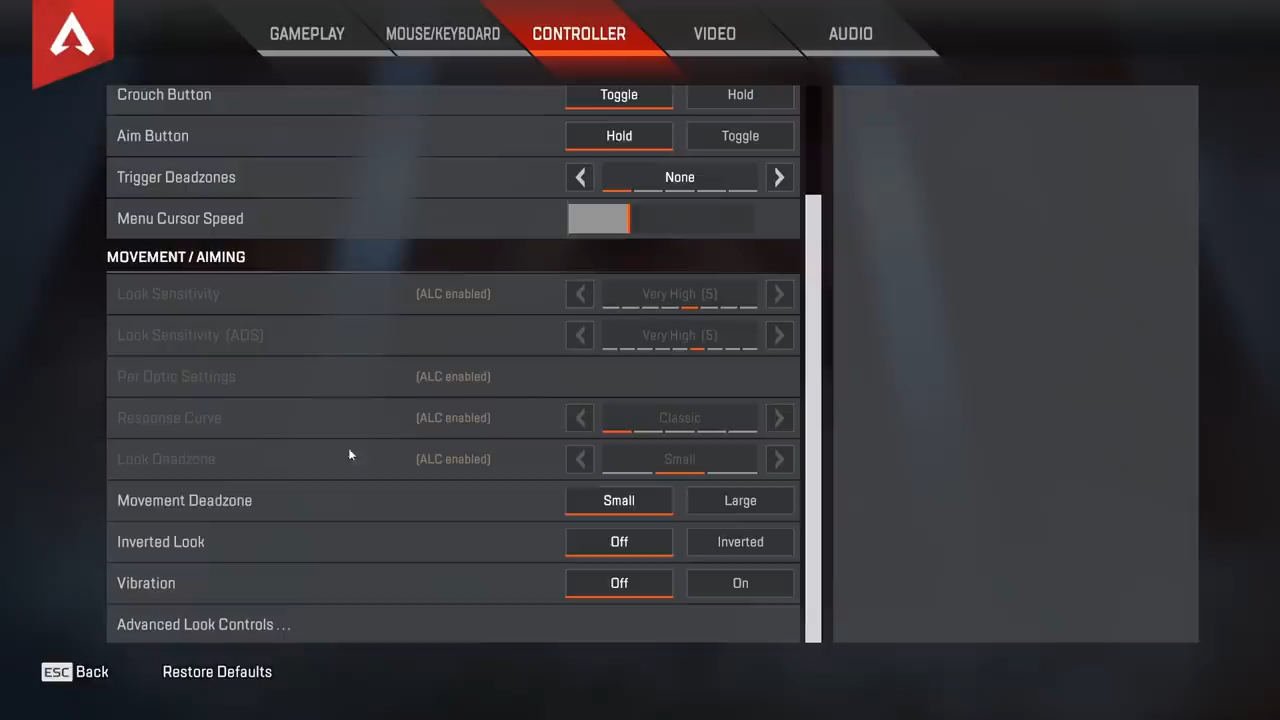 GAMEPLAY MOUSE/KEYBOARD CONTROLLER VIDEO AUDIO
Crouch Button Toggle Hold
Aim Button Hold Toggle
Trigger Deadzones None
Menu Cursor Speed
MOVEMENT / AIMING
Look Sensitivity (ALC enabled) Very High (5)
Look Sensitivity (ADS) Very High (5)
Per Optic Settings (ALC enabled)
Response Curve (ALC enabled) Classic
Look Deadzone (ALC enabled) Small
Movement Deadzone Small Large
Inverted Look Off Inverted
Vibration Off On
Advanced Look Controls...
ESC Back Restore Defaults